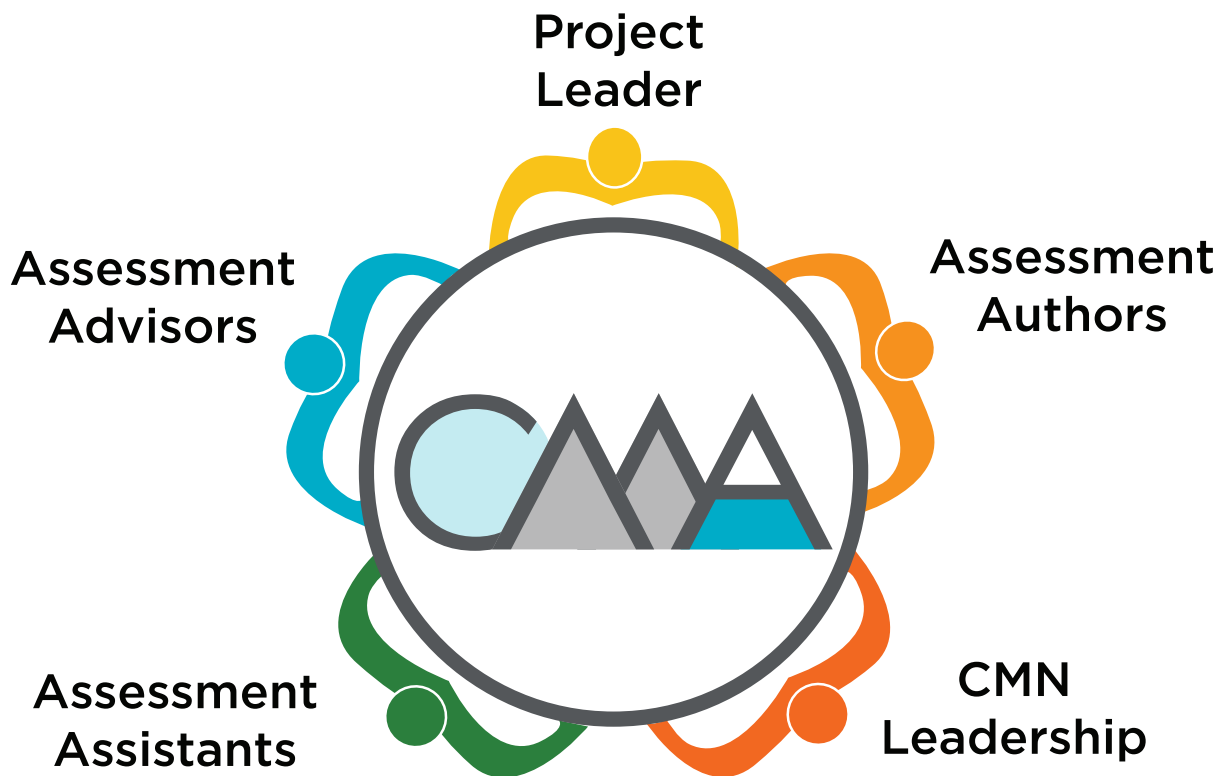 Project
Leader
Assessment
Advisors
Assessment
Authors
CMA
Assessment
Assistants
CMN
Leadership